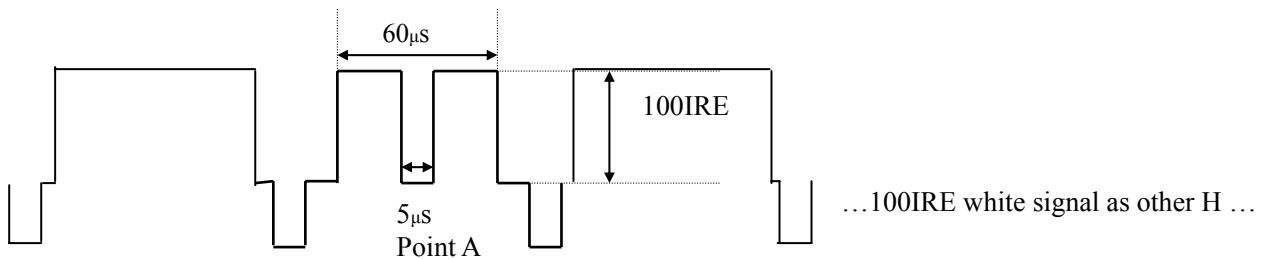 60μs
100IRE
5μs
Point A
…100IRE white signal as other H …